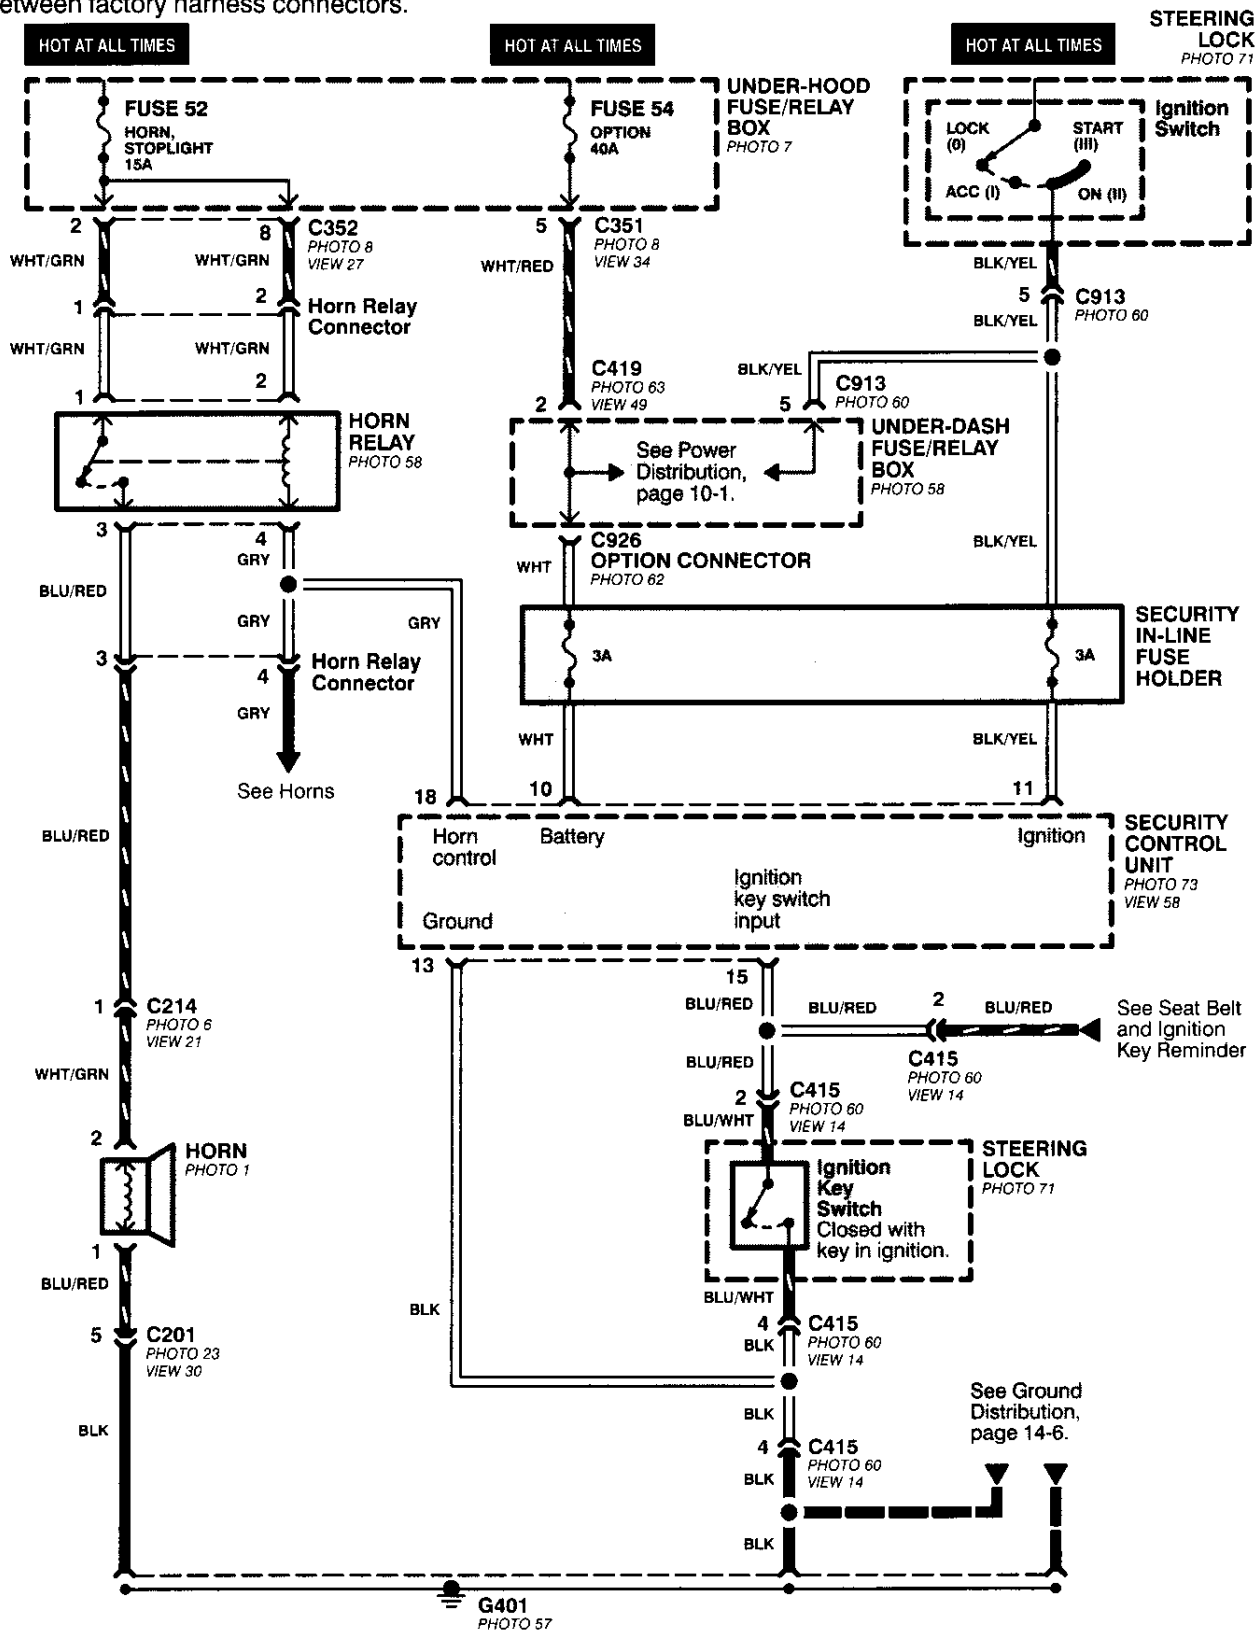 etween factory harness connectors.
HOT AT ALL TIMES
HOT AT ALL TIMES
HOT AT ALL TIMES
STEERING
LOCK
PHOTO 71
FUSE 52
HORN,
STOPLIGHT
15A
FUSE 54
OPTION
40A
UNDER-HOOD
FUSE/RELAY
BOX
PHOTO 7
LOCK
(0)
START
(III)
ACC (I)
ON (II)
Ignition
Switch
2
8
C352
PHOTO 8
VIEW 27
5
C351
PHOTO 8
VIEW 34
WHT/GRN
WHT/GRN
WHT/RED
BLK/YEL
5
C913
PHOTO 60
BLK/YEL
1
2
Horn Relay
Connector
WHT/GRN
WHT/GRN
1
2
C419
PHOTO 63
VIEW 49
2
BLK/YEL
5
C913
PHOTO 60
HORN
RELAY
PHOTO 58
See Power
Distribution,
page 10-1.
UNDER-DASH
FUSE/RELAY
BOX
PHOTO 58
3
4
GRY
BLU/RED
GRY
GRY
WHT
C926
OPTION CONNECTOR
PHOTO 62
BLK/YEL
3
Horn Relay
Connector
4
GRY
See Horns
3A
3A
SECURITY
IN-LINE
FUSE
HOLDER
WHT
BLK/YEL
18
10
11
BLU/RED
Horn
control
Battery
Ignition
Ignition
key switch
input
Ground
SECURITY
CONTROL
UNIT
PHOTO 73
VIEW 58
13
15
BLU/RED
BLU/RED
2
BLU/RED
See Seat Belt
and Ignition
Key Reminder
C415
PHOTO 60
VIEW 14
1
C214
PHOTO 6
VIEW 21
BLU/RED
2
C415
PHOTO 60
VIEW 14
WHT/GRN
BLU/WHT
2
HORN
PHOTO 1
Ignition
Key
Switch
Closed with
key in ignition.
STEERING
LOCK
PHOTO 71
1
BLU/RED
BLU/WHT
BLK
5
C201
PHOTO 23
VIEW 30
4
C415
PHOTO 60
VIEW 14
BLK
BLK
BLK
4
C415
PHOTO 60
VIEW 14
BLK
See Ground
Distribution,
page 14-6.
BLK
G401
PHOTO 57